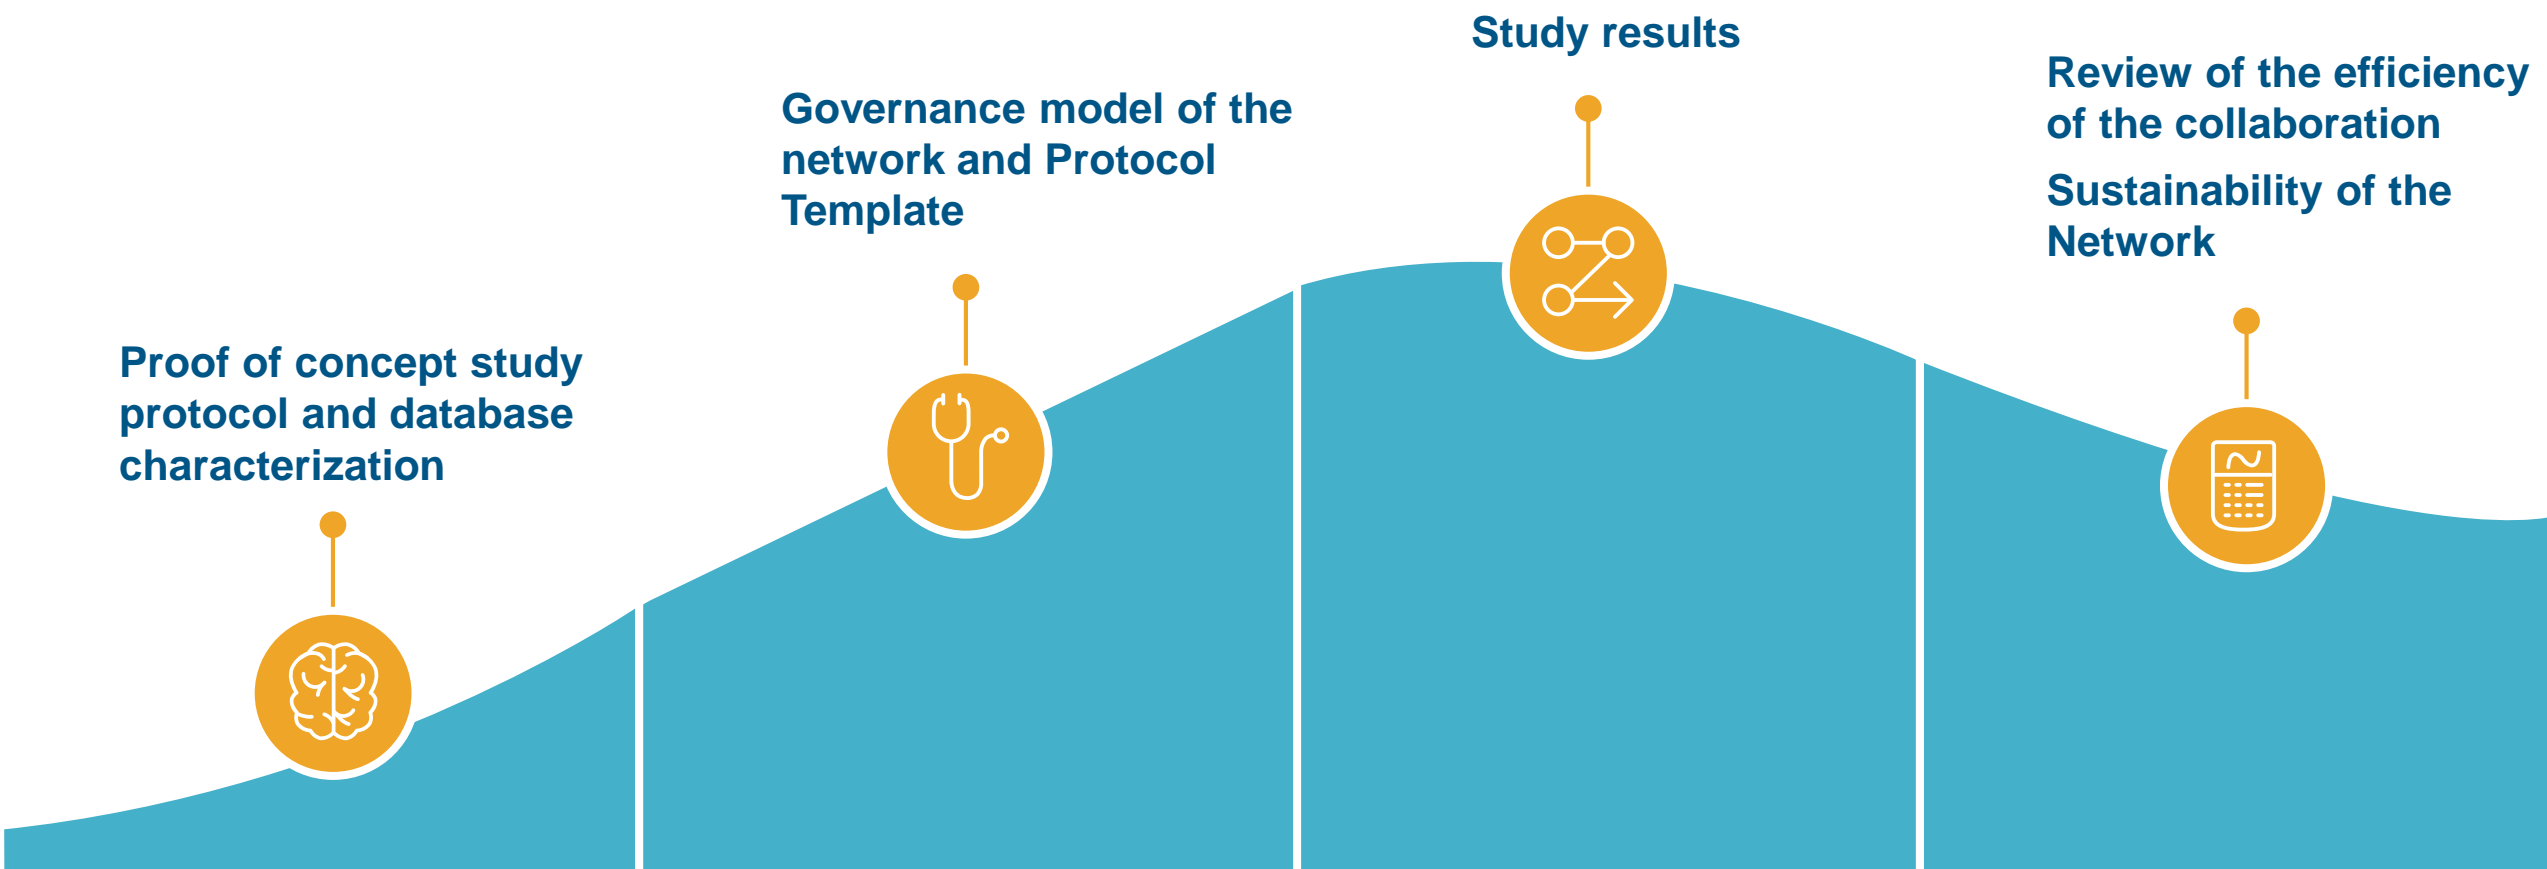 Proof of concept study
protocol and database
characterization
Governance model of the
network and Protocol
Template
Study results
Review of the efficiency
of the collaboration
Sustainability of the
Network